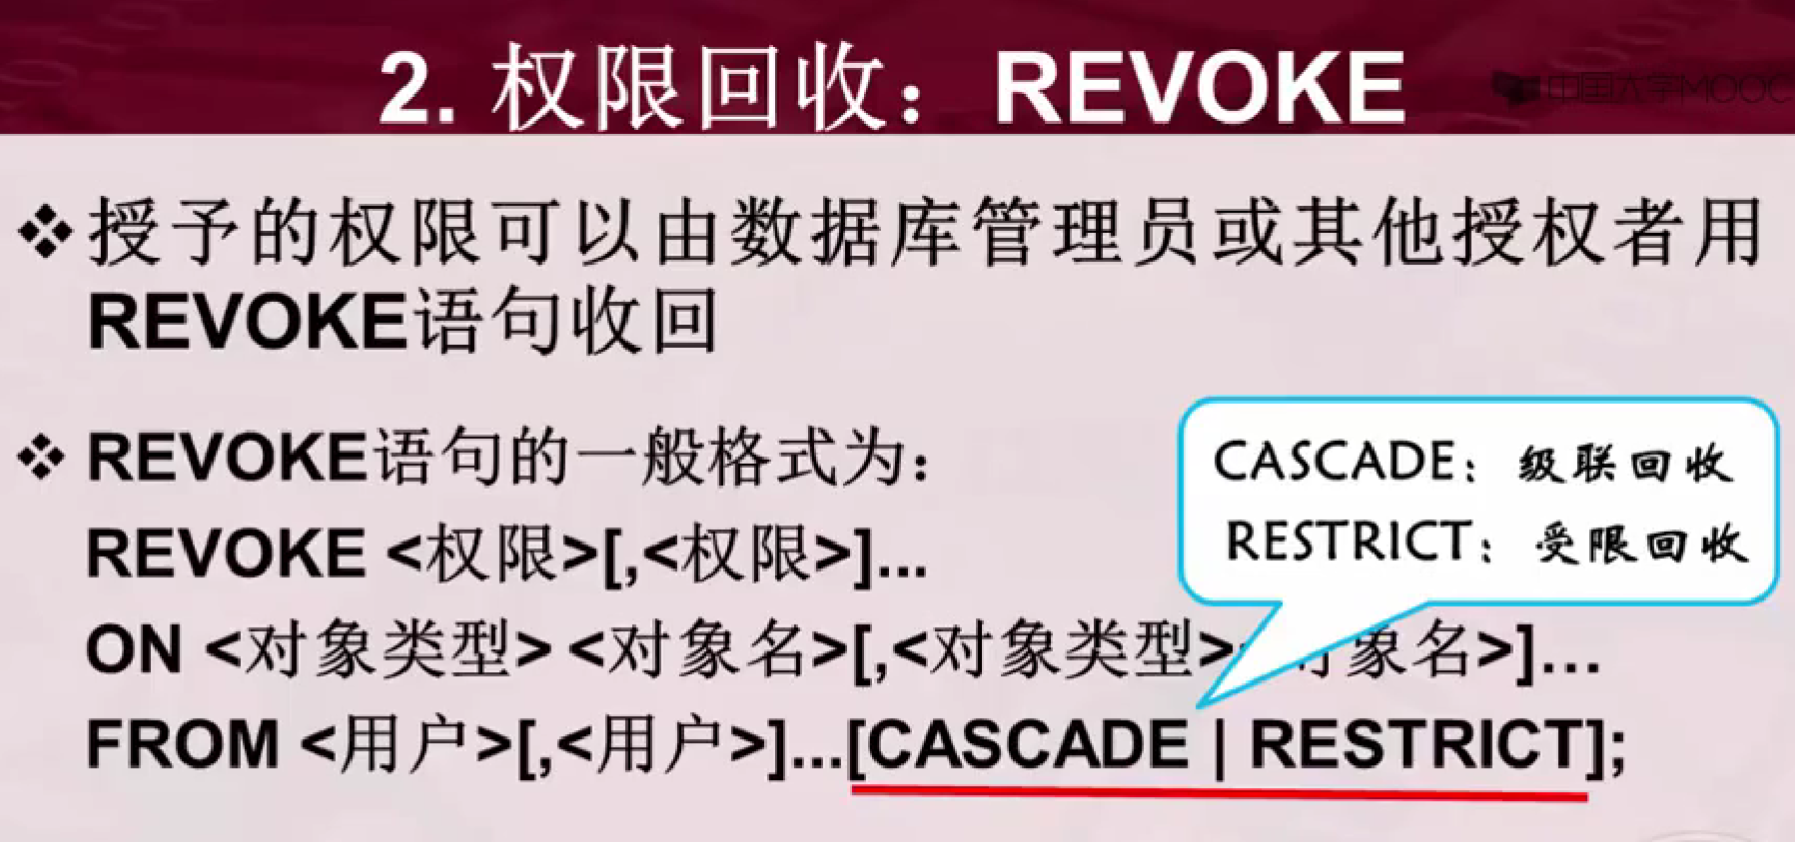 2. 权限回收：REVOKE
中国大学MOOC
❖授予的权限可以由数据库管理员或其他授权者用
REVOKE语句收回
❖ REVOKE语句的一般格式为：
CASCADE：级联回收
RESTRICT：受限回收
REVOKE <权限>[,<权限>]...
ON <对象类型> <对象名>[,<对象类型> 象名>]…
FROM <用户>[,<用户>]...[CASCADE | RESTRICT];